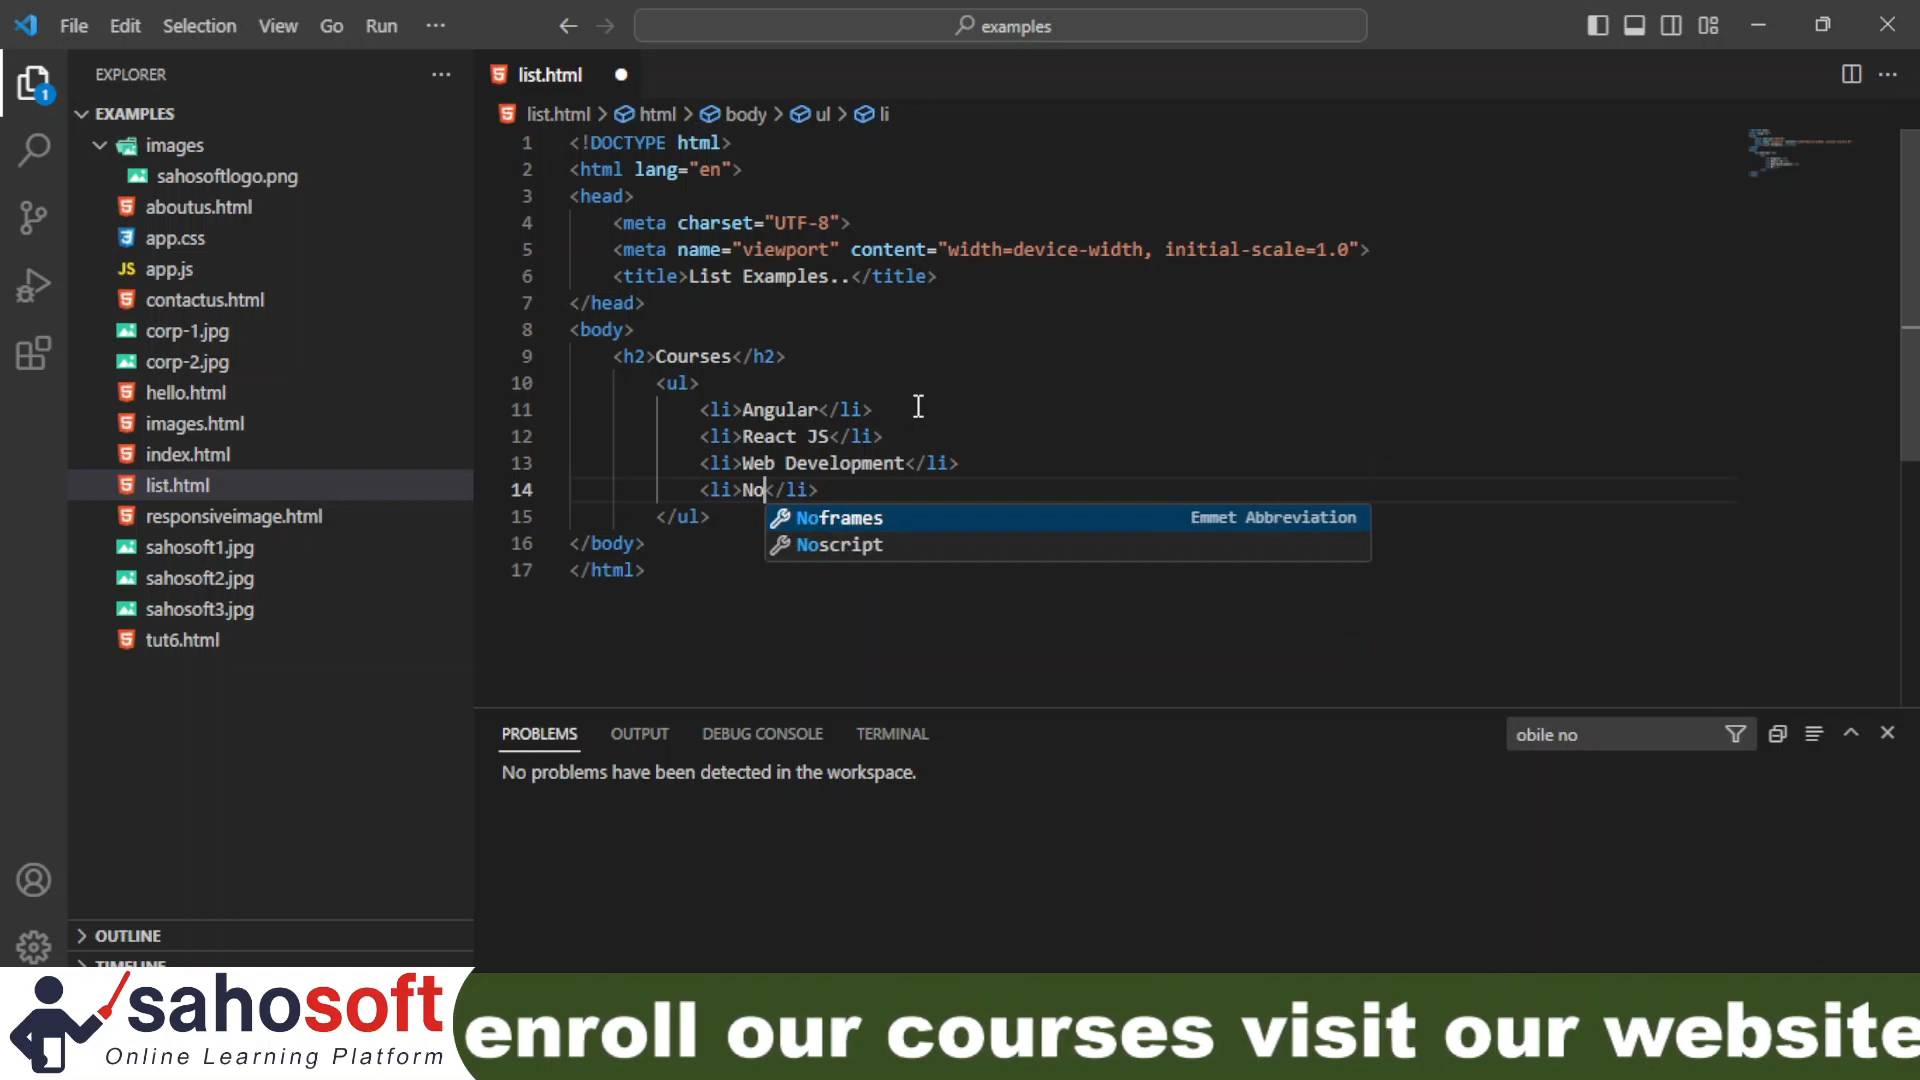 File Edit Selection View Go Run ··· examples
EXPLORER ···
EXAMPLES
images
sahosoftlogo.png
aboutus.html
app.css
JS app.js
contactus.html
corp-1.jpg
corp-2.jpg
hello.html
images.html
index.html
list.html
responsiveimage.html
sahosoft1.jpg
sahosoft2.jpg
sahosoft3.jpg
tut6.html
OUTLINE
TIMELINE
1
list.html
list.html > html > body > ul > li
1 <!DOCTYPE html>
2 <html lang="en">
3 <head>
4 <meta charset="UTF-8">
5 <meta name="viewport" content="width=device-width, initial-scale=1.0">
6 <title>List Examples..</title>
7 </head>
8 <body>
9 <h2>Courses</h2>
10 <ul>
11 <li>Angular</li>
12 <li>React JS</li>
13 <li>Web Development</li>
14 <li>No</li>
15 </ul>
16 </body>
17 </html>
Noframes Emmet Abbreviation
Noscript
PROBLEMS OUTPUT DEBUG CONSOLE TERMINAL obile no
No problems have been detected in the workspace.
sahosoft
Online Learning Platform
enroll our courses visit our website